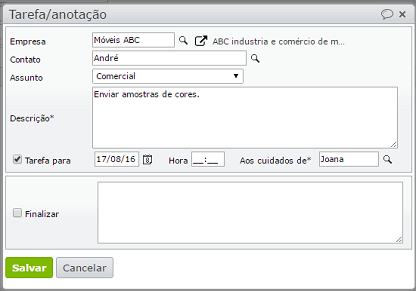 Tarefa/anotação
Empresa Móveis ABC ABC industria e comércio de m...
Contato André
Assunto Comercial
Enviar amostras de cores.
Descrição*
Tarefa para 17/08/16 Hora __:__ Aos cuidados de* Joana
Finalizar
Salvar Cancelar